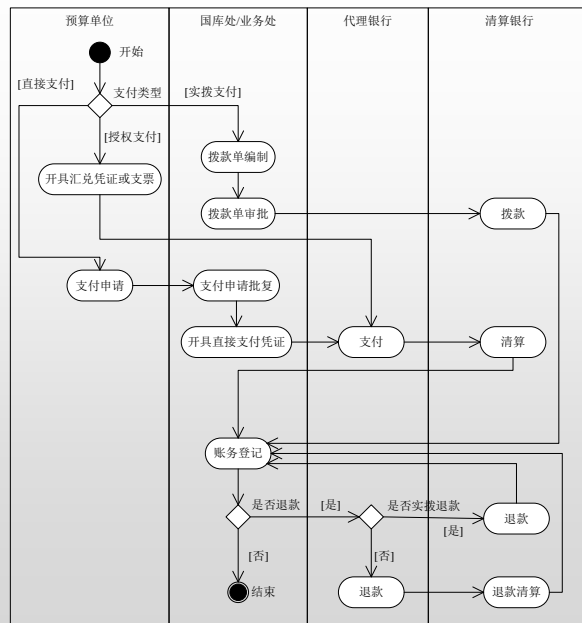 预算单位
国库处/业务处
代理银行
清算银行
开始
[直接支付]
支付类型
[实拨支付]
[授权支付]
拨款单编制
开具汇兑凭证或支票
拨款单审批
拨款
支付申请
支付申请批复
开具直接支付凭证
支付
清算
账务登记
是否退款
[是]
是否实拨退款
退款
[是]
[否]
[否]
结束
退款
退款清算